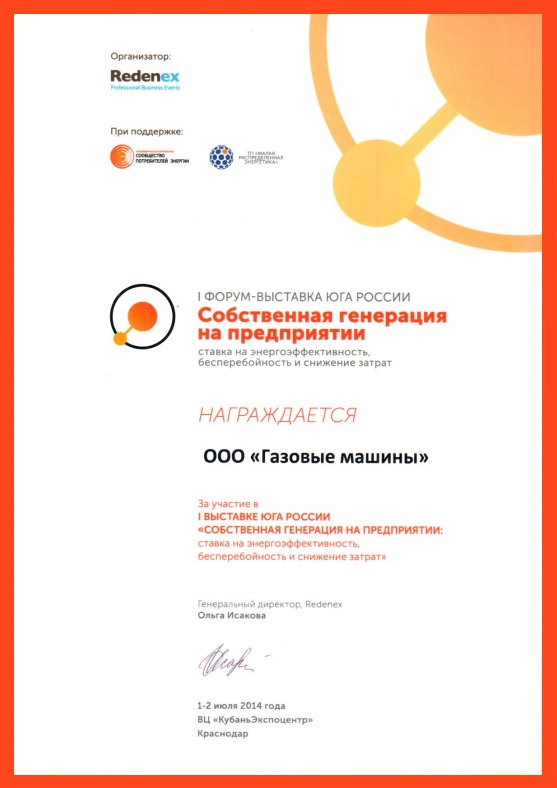 Организатор:
Redenex
Professional Business Events
При поддержке:
СООБЩЕСТВО
ПОТРЕБИТЕЛЕЙ ЭНЕРГИИ
ТП «МАЛАЯ
РАСПРЕДЕЛЕННАЯ
ЭНЕРГЕТИКА»
I ФОРУМ-ВЫСТАВКА ЮГА РОССИИ
Собственная генерация
на предприятии
ставка на энергоэффективность,
бесперебойность и снижение затрат
НАГРАЖДАЕТСЯ
ООО «Газовые машины»
За участие в
I ВЫСТАВКЕ ЮГА РОССИИ
«СОБСТВЕННАЯ ГЕНЕРАЦИЯ НА ПРЕДПРИЯТИИ:
ставка на энергоэффективность,
бесперебойность и снижение затрат»
Генеральный директор, Redenex
Ольга Исакова
1-2 июля 2014 года
ВЦ «КубаньЭкспоцентр»
Краснодар